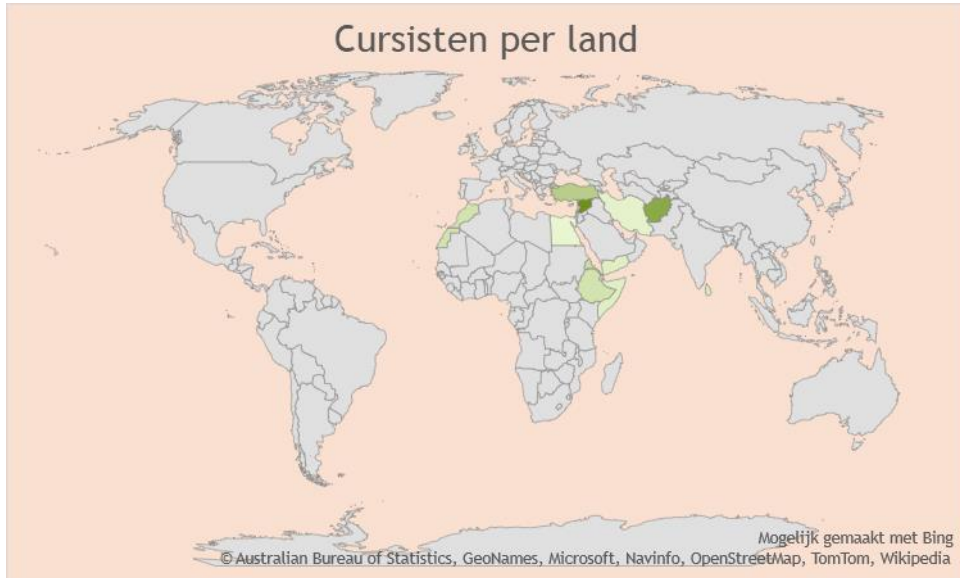 Cursisten per land
Mogelijk gemaakt met Bing
© Australian Bureau of Statistics, GeoNames, Microsoft, Navinfo, OpenStreetMap, TomTom, Wikipedia